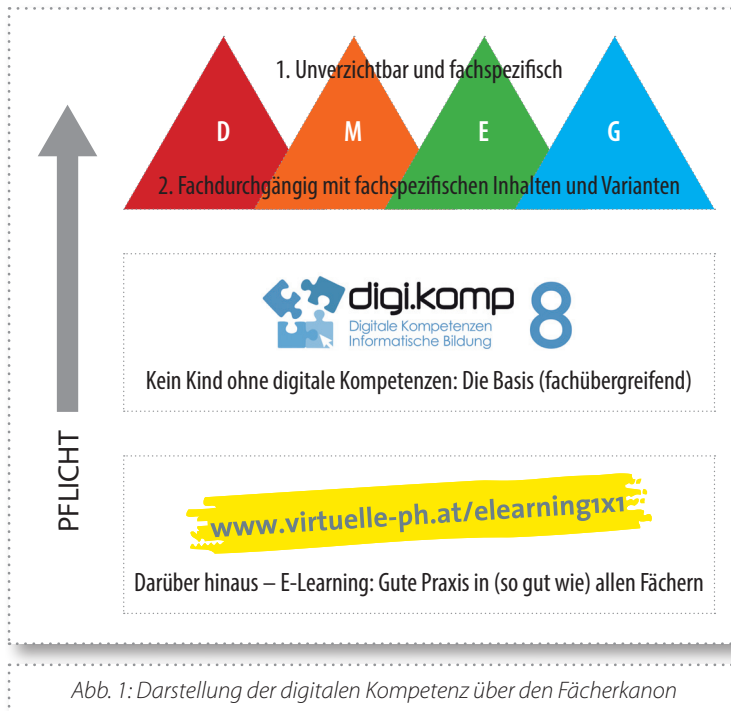 1. Unverzichtbar und fachspezifisch
D M E G
2. Fachdurchgängig mit fachspezifischen Inhalten und Varianten
digi.komp 8
Digitale Kompetenzen
Informatische Bildung
Kein Kind ohne digitale Kompetenzen: Die Basis (fachübergreifend)
PFLICHT
www.virtuelle-ph.at/elearning1x1
Darüber hinaus – E-Learning: Gute Praxis in (so gut wie) allen Fächern
Abb. 1: Darstellung der digitalen Kompetenz über den Fächerkanon